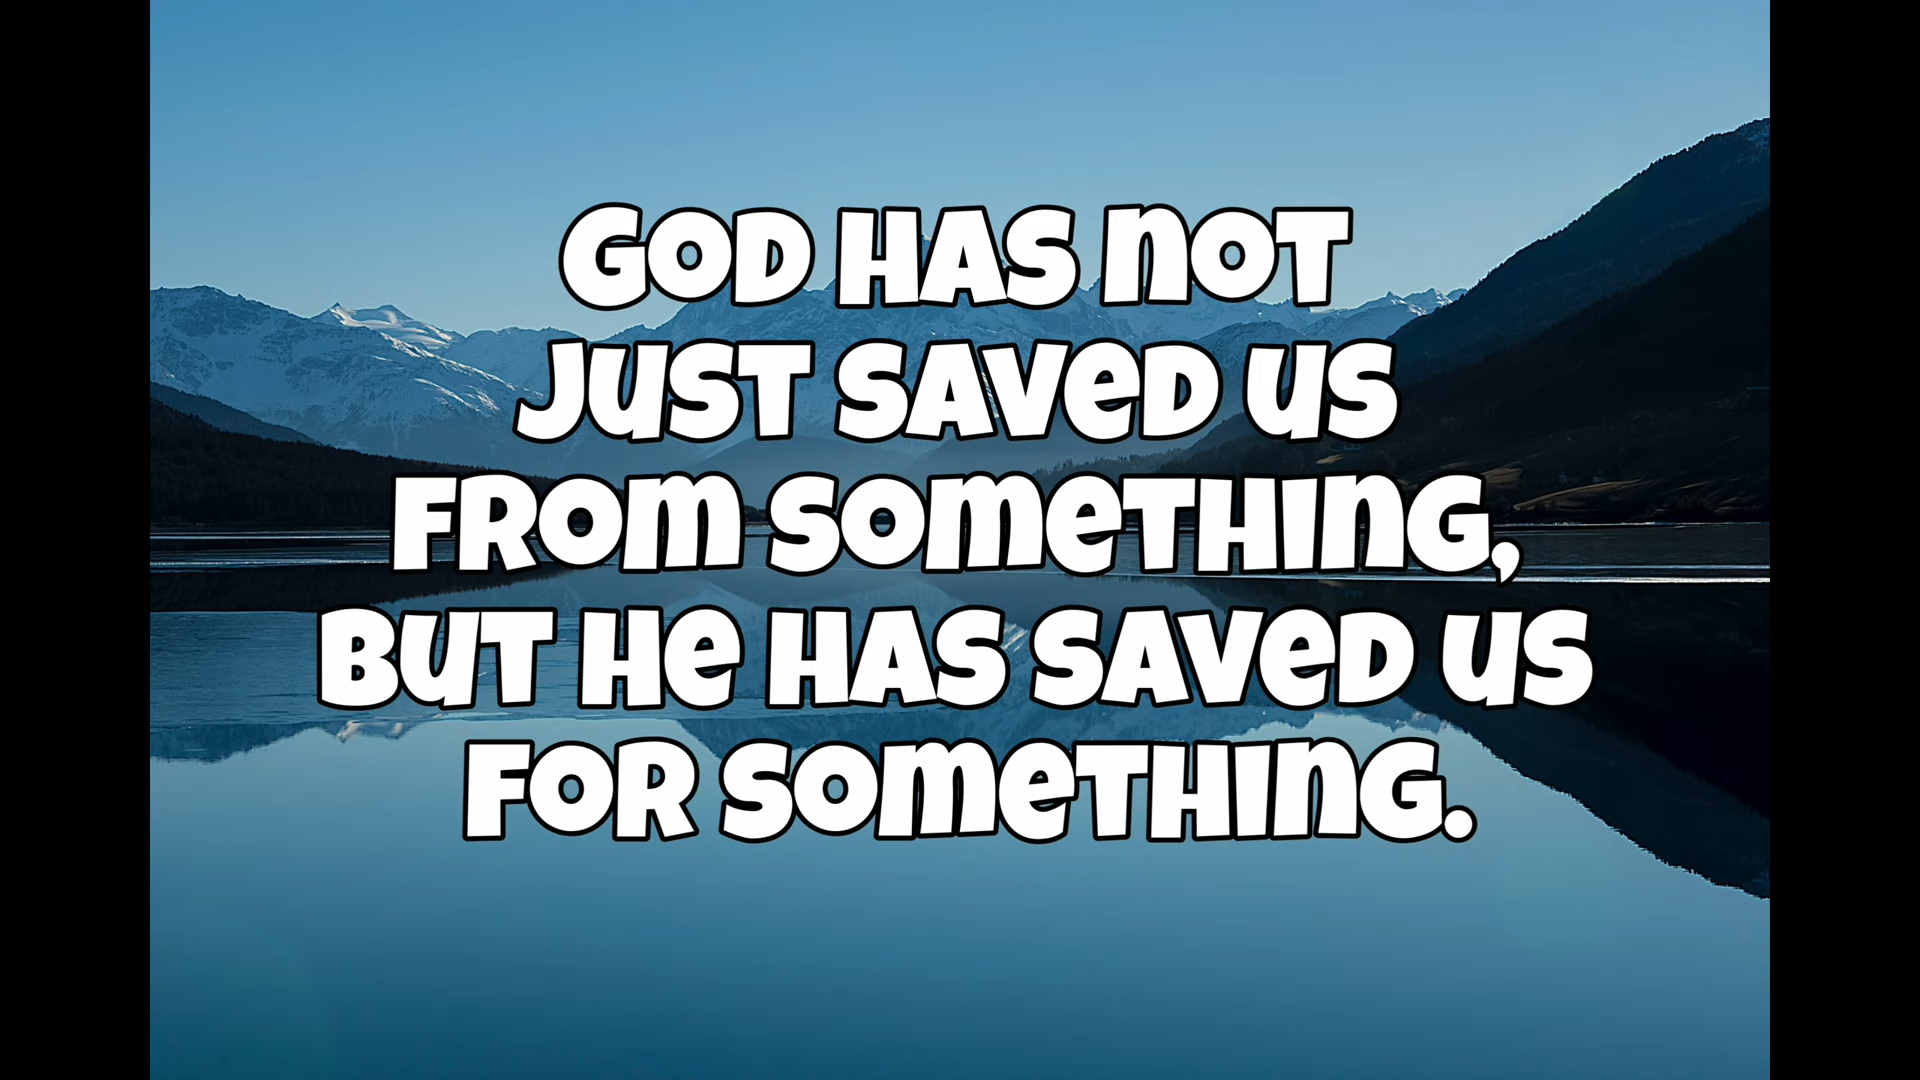 GOD HAS NOT
JUST SAVED US
FROM SOMETHING,
BUT HE HAS SAVED US
FOR SOMETHING.